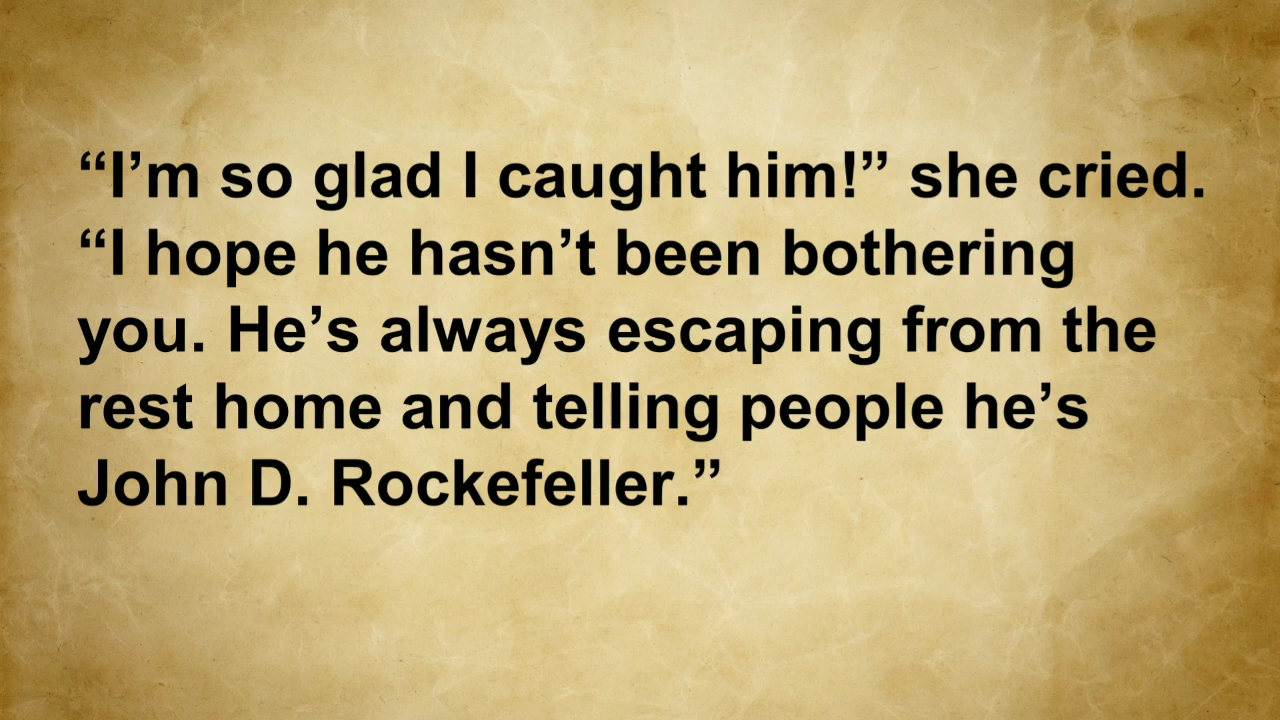 “I’m so glad I caught him!” she cried.
“I hope he hasn’t been bothering
you. He’s always escaping from the
rest home and telling people he’s
John D. Rockefeller.”